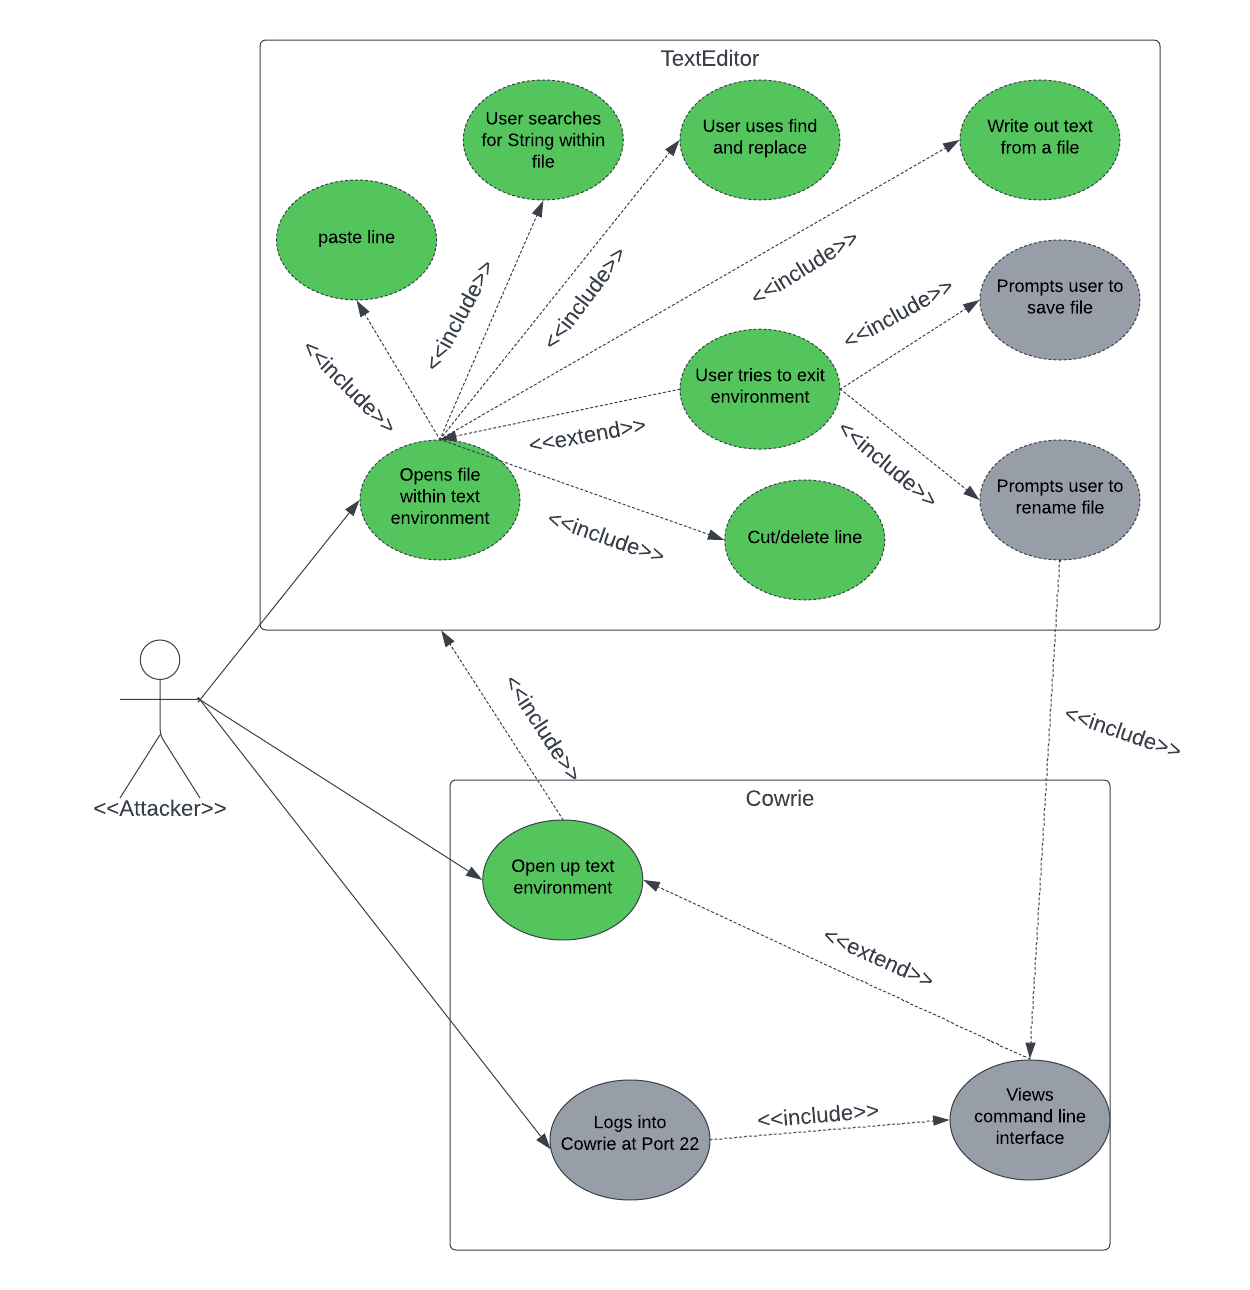 TextEditor
User searches
for String within
file
User uses find
and replace
Write out text
from a file
paste line
<<include>>
<<include>>
<<include>>
<<include>>
<<include>>
Prompts user to
save file
User tries to exit
environment
<<extend>>
<<include>>
Opens file
within text
environment
Prompts user to
rename file
<<include>>
Cut/delete line
<<Attacker>>
<<include>>
<<include>>
Cowrie
Open up text
environment
<<extend>>
Logs into
Cowrie at Port 22
<<include>>
Views
command line
interface